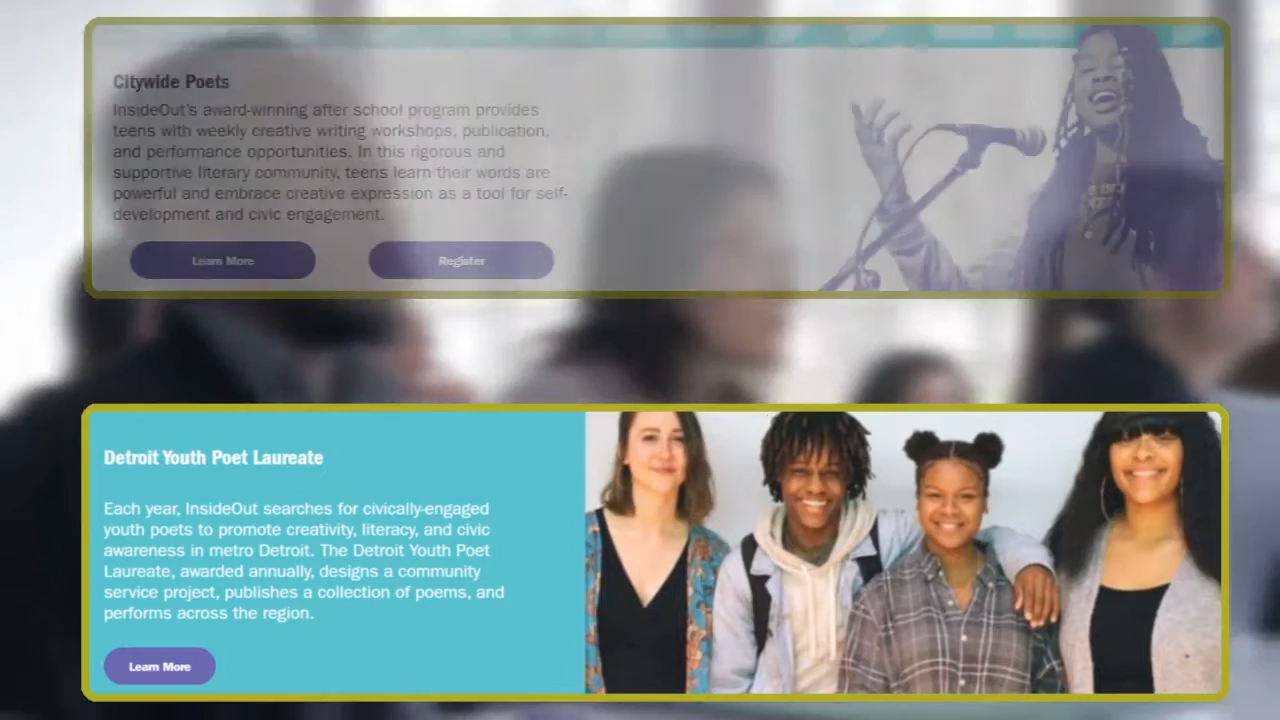 Citywide Poets
InsideOut's award-winning after school program provides
teens with weekly creative writing workshops, publication,
and performance opportunities. In this rigorous and
supportive literary community, teens learn their words are
powerful and embrace creative expression as a tool for self-
development and civic engagement.
Learn More
Register
Detroit Youth Poet Laureate
Each year, InsideOut searches for civically-engaged
youth poets to promote creativity, literacy, and civic
awareness in metro Detroit. The Detroit Youth Poet
Laureate, awarded annually, designs a community
service project, publishes a collection of poems, and
performs across the region.
Learn More